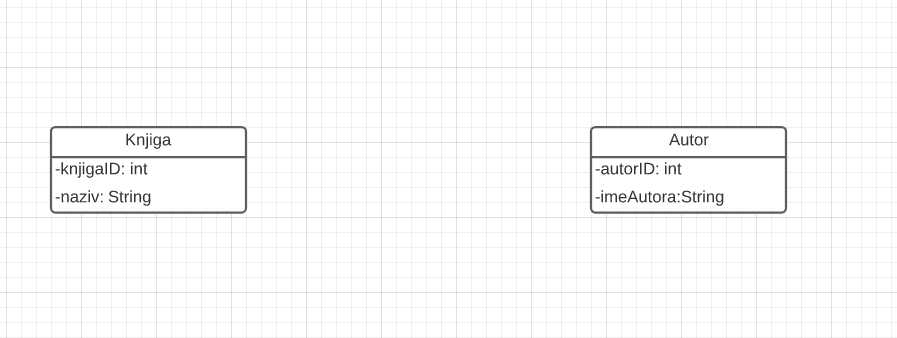 Knjiga
-knjigaID: int
-naziv: String
Autor
-autorID: int
-imeAutora:String